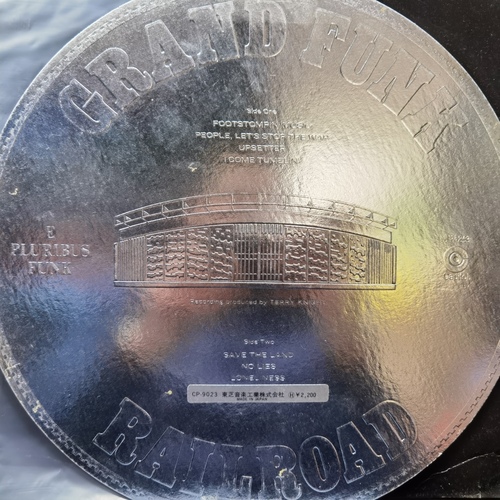 GRAND FUNK
Side One
FOOTSTOMPIN' MUSIC
PEOPLE, LET'S STOP THE WAR
UPSETTER
I COME TUMBLIN'
E
PLURIBUS
FUNK
Recording produced by TERRY KNIGHT
Side Two
SAVE THE LAND
NO LIES
LONELINESS
CP-9023 東芝音楽工業株式会社 Ⓗ¥2,200
MADE IN JAPAN
RAILROAD